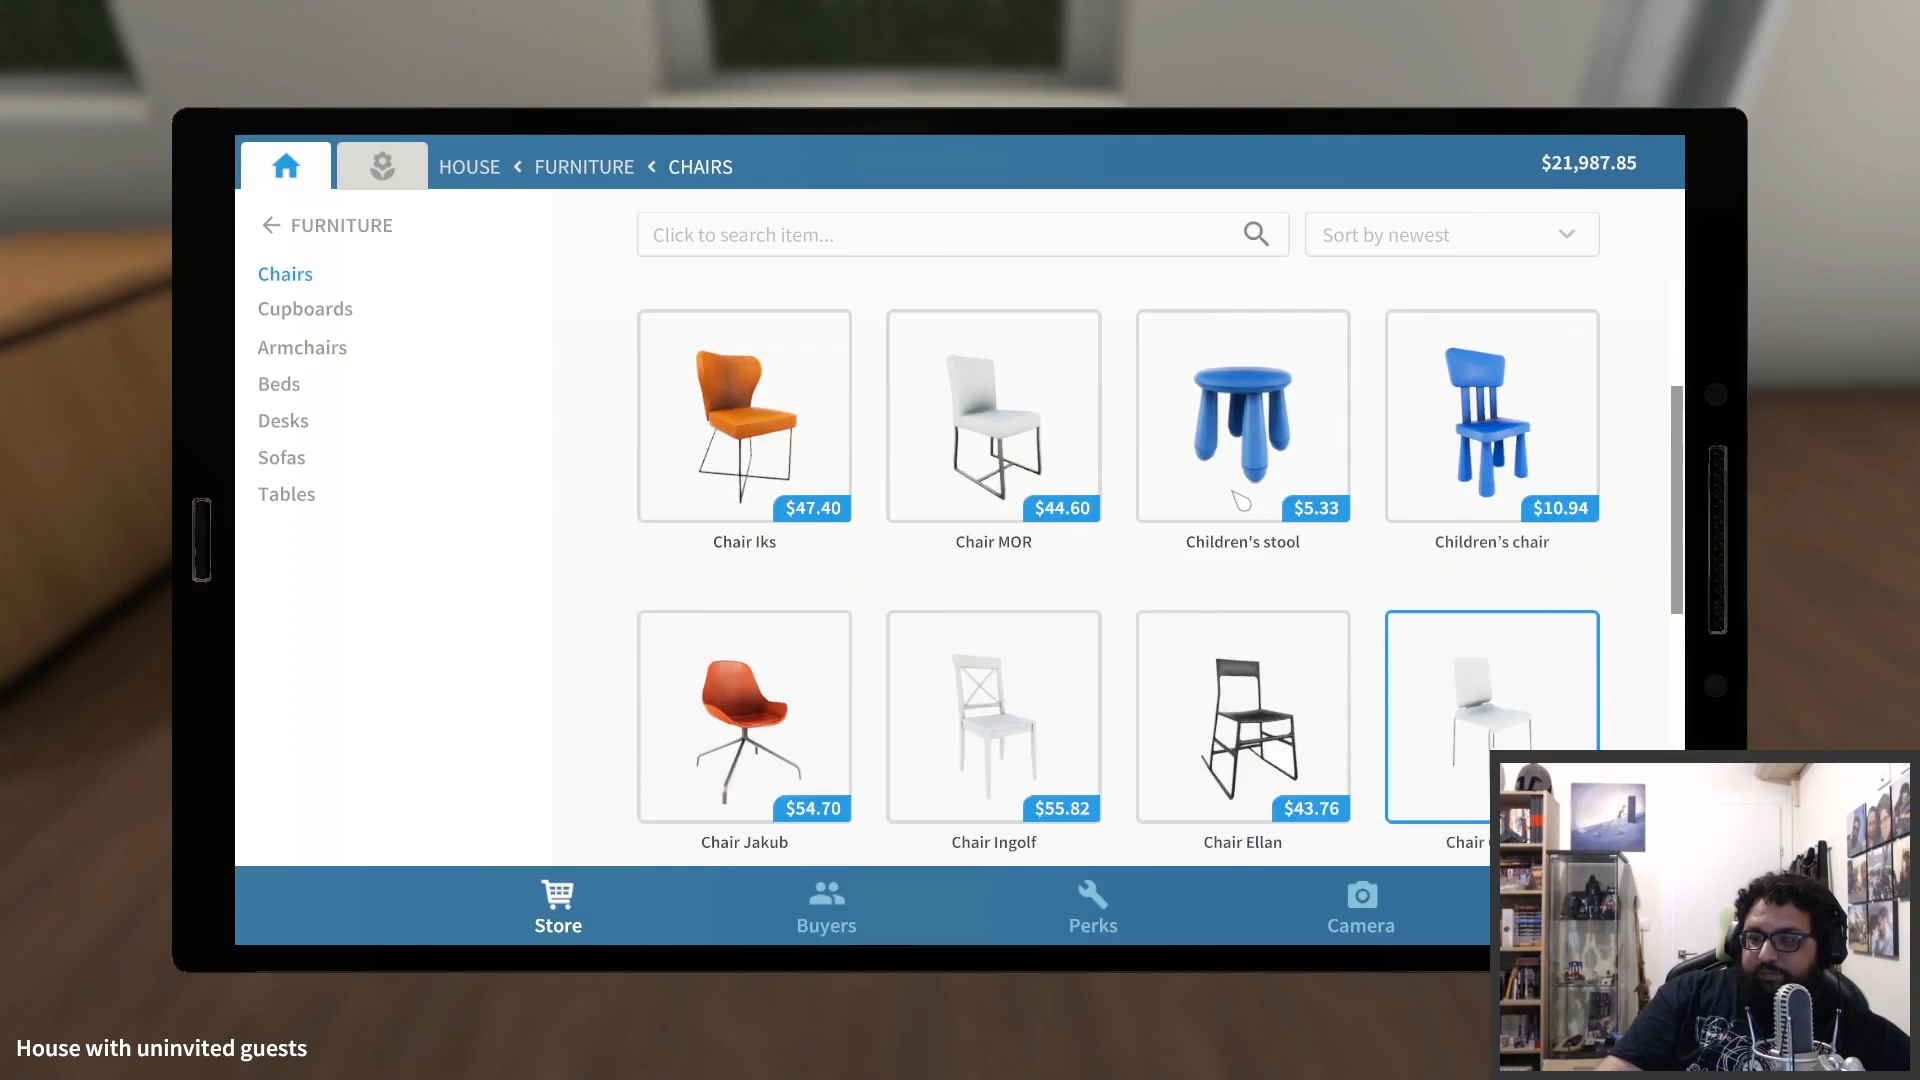 HOUSE < FURNITURE < CHAIRS
$21,987.85
FURNITURE
Click to search item...
Sort by newest
Chairs
Cupboards
Armchairs
Beds
Desks
Sofas
Tables
$47.40
$44.60
$5.33
$10.94
Chair Iks
Chair MOR
Children's stool
Children’s chair
$54.70
$55.82
$43.76
Chair Jakub
Chair Ingolf
Chair Ellan
Chair
Store
Buyers
Perks
Camera
House with uninvited guests